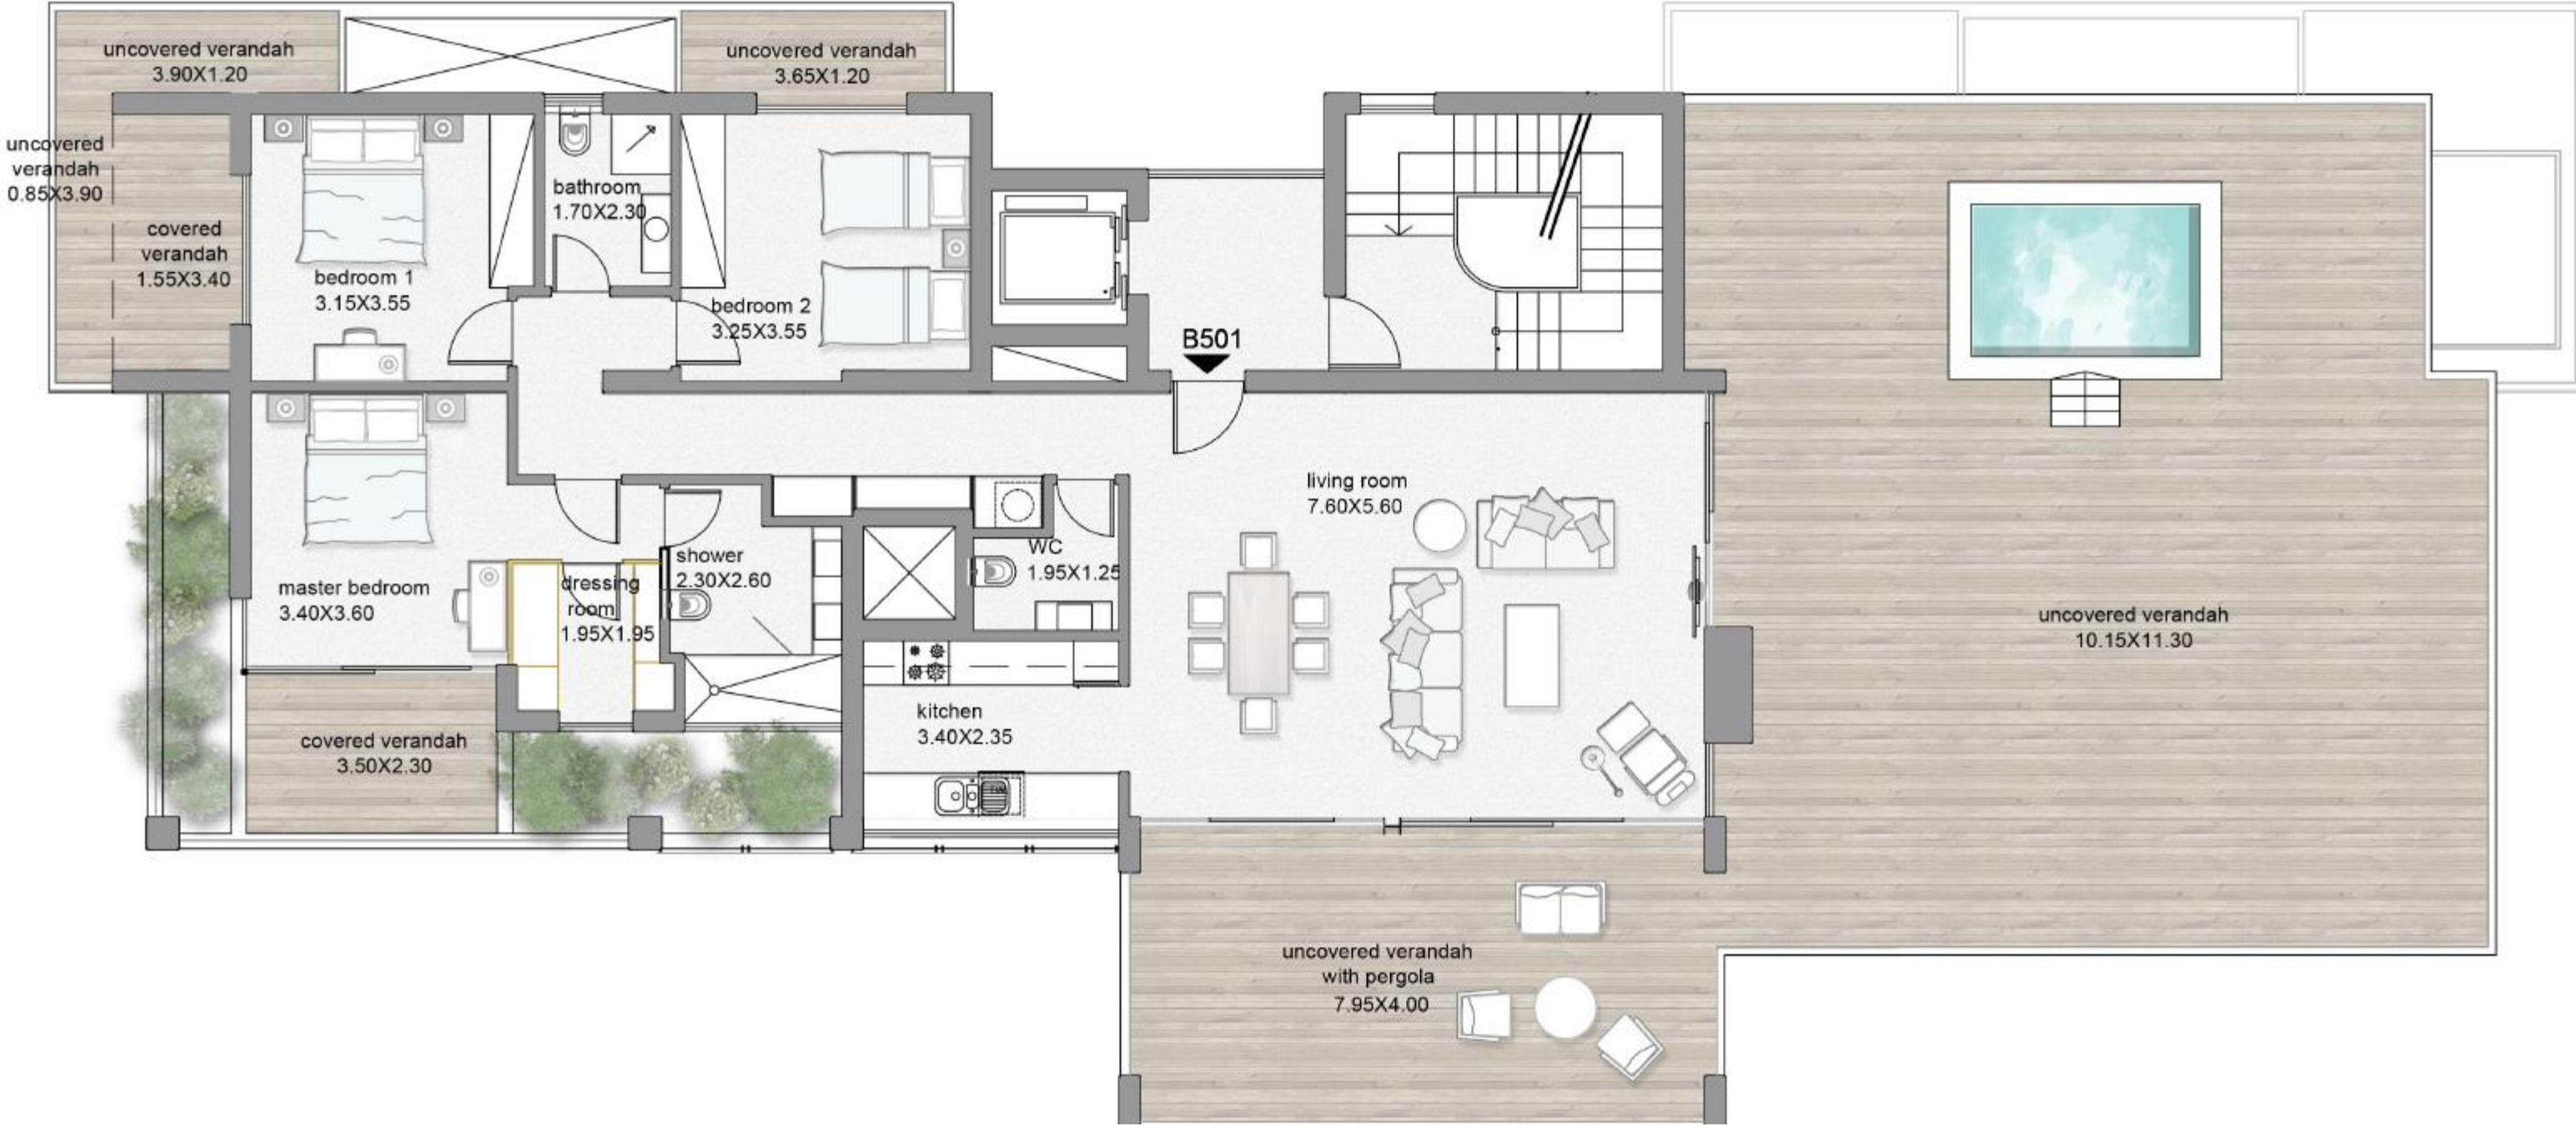 uncovered verandah
3.90X1.20
uncovered verandah
3.65X1.20
uncovered
verandah
0.85X3.90
covered
verandah
1.55X3.40
bedroom 1
3.15X3.55
bathroom
1.70X2.30
bedroom 2
3.25X3.55
B501
living room
7.60X5.60
master bedroom
3.40X3.60
dressing
room
1.95X1.95
shower
2.30X2.60
WC
1.95X1.25
kitchen
3.40X2.35
covered verandah
3.50X2.30
uncovered verandah
10.15X11.30
uncovered verandah
with pergola
7.95X4.00